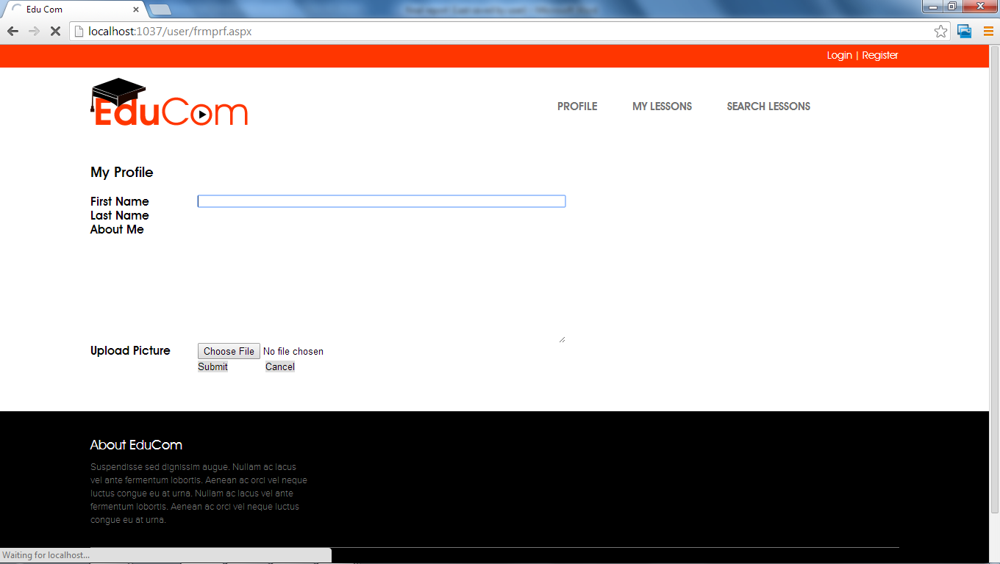 Edu Com
localhost:1037/user/frmprf.aspx
Login | Register
EduCom
PROFILE MY LESSONS SEARCH LESSONS
My Profile
First Name
Last Name
About Me
Upload Picture Choose File No file chosen
Submit Cancel
About EduCom
Suspendisse sed dignissim augue. Nullam ac lacus
vel ante fermentum lobortis. Aenean ac orci vel neque
luctus congue eu at urna. Nullam ac lacus vel ante
fermentum lobortis. Aenean ac orci vel neque luctus
congue eu at urna.
Waiting for localhost...